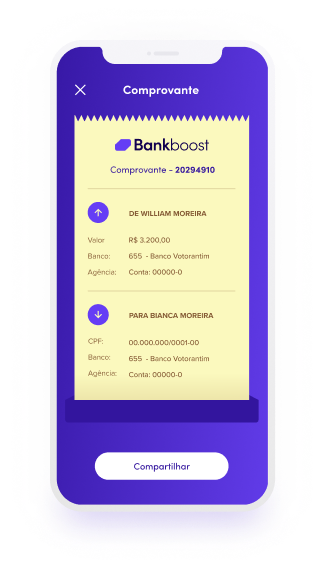 Comprovante
Bankboost
Comprovante - 20294910
DE WILLIAM MOREIRA
Valor R$ 3.200,00
Banco: 655 - Banco Votorantim
Agência: Conta: 00000-0
PARA BIANCA MOREIRA
CPF: 00.000.000/0001-00
Banco: 655 - Banco Votorantim
Agência: Conta: 00000-0
Compartilhar